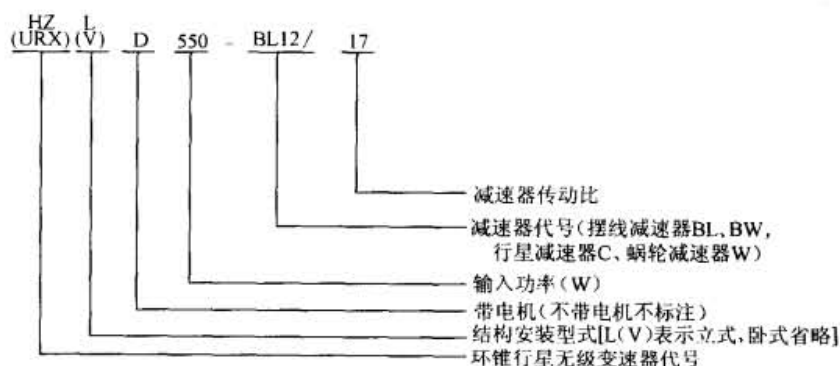 HZ L
(URX) (V) D 550 - BL12/ 17
减速器传动比
减速器代号(摆线减速器BL、BW,
行星减速器C、蜗轮减速器W)
输入功率(W)
带电机(不带电机不标注)
结构安装型式[L(V)表示立式,卧式省略]
环锥行星无级变速器代号